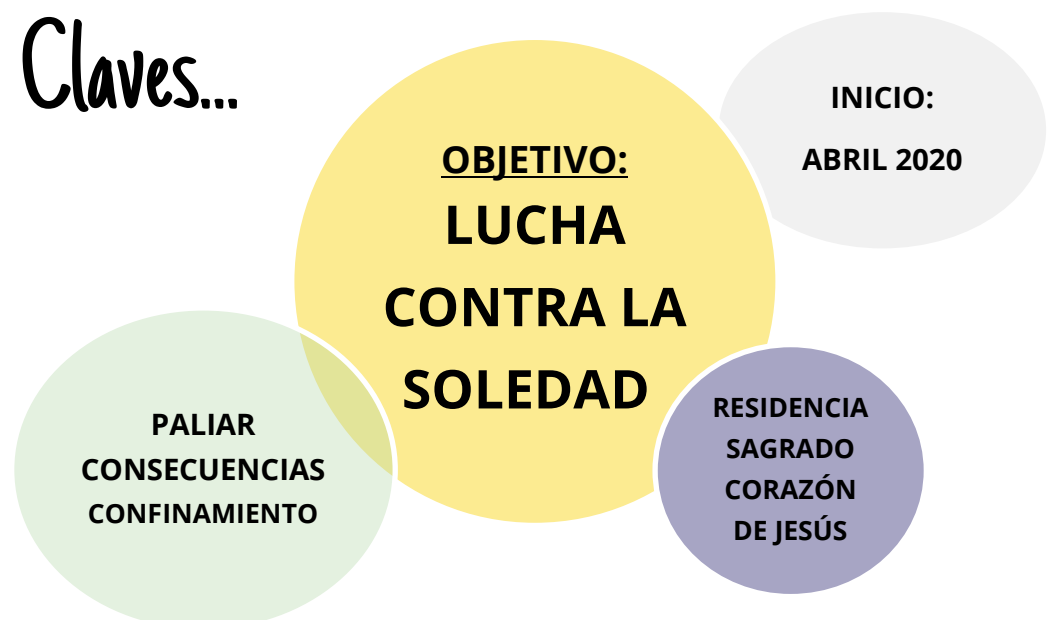 Claves...
OBJETIVO:
LUCHA
CONTRA LA
SOLEDAD
INICIO:
ABRIL 2020
PALIAR
CONSECUENCIAS
CONFINAMIENTO
RESIDENCIA
SAGRADO
CORAZÓN
DE JESÚS